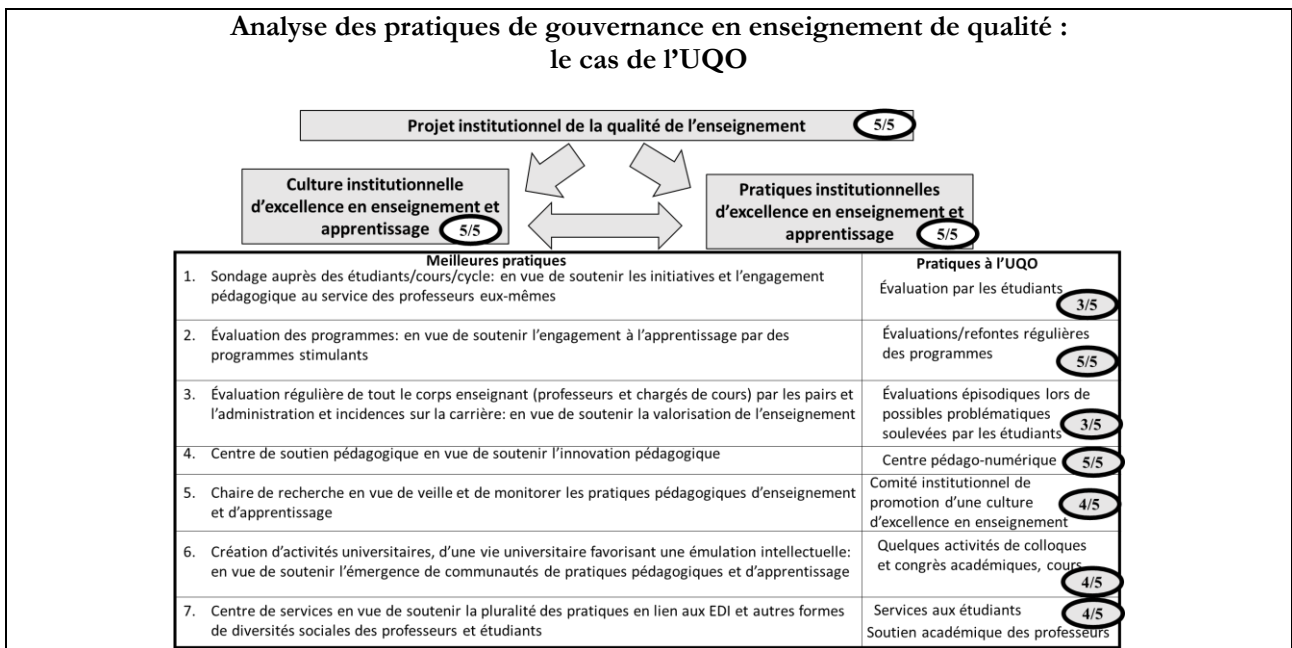 Analyse des pratiques de gouvernance en enseignement de qualité :
le cas de l’UQO
Projet institutionnel de la qualité de l’enseignement 5/5
Culture institutionnelle
d’excellence en enseignement et
apprentissage 5/5
Pratiques institutionnelles
d’excellence en enseignement et
apprentissage 5/5
Meilleures pratiques
Pratiques à l’UQO
1. Sondage auprès des étudiants/cours/cycle: en vue de soutenir les initiatives et l’engagement
pédagogique au service des professeurs eux-mêmes
Évaluation par les étudiants
3/5
2. Évaluation des programmes: en vue de soutenir l’engagement à l’apprentissage par des
programmes stimulants
Évaluations/refontes régulières
des programmes
5/5
3. Évaluation régulière de tout le corps enseignant (professeurs et chargés de cours) par les pairs et
l’administration et incidences sur la carrière: en vue de soutenir la valorisation de l’enseignement
Évaluations épisodiques lors de
possibles problématiques
soulevées par les étudiants 3/5
4. Centre de soutien pédagogique en vue de soutenir l’innovation pédagogique
Centre pédago-numérique 5/5
5. Chaire de recherche en vue de veille et de monitorer les pratiques pédagogiques d’enseignement
et d’apprentissage
Comité institutionnel de
promotion d’une culture 4/5
d’excellence en enseignement
6. Création d’activités universitaires, d’une vie universitaire favorisant une émulation intellectuelle:
en vue de soutenir l’émergence de communautés de pratiques pédagogiques et d’apprentissage
Quelques activités de colloques
et congrès académiques, cours
4/5
7. Centre de services en vue de soutenir la pluralité des pratiques en lien aux EDI et autres formes
de diversités sociales des professeurs et étudiants
Services aux étudiants 4/5
Soutien académique des professeurs